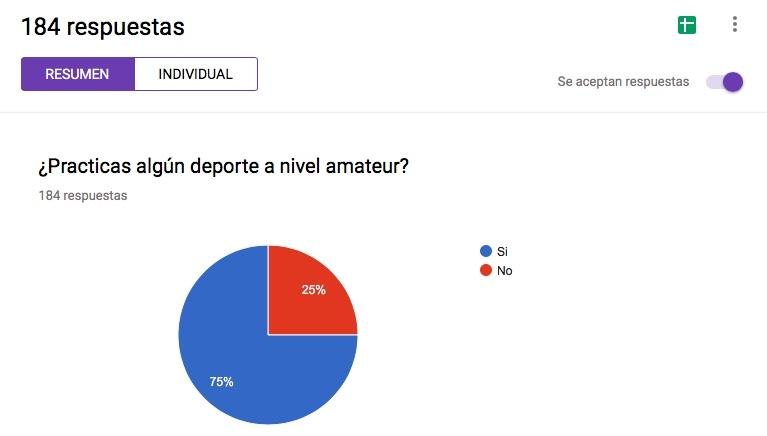 184 respuestas
RESUMEN INDIVIDUAL
Se aceptan respuestas
¿Practicas algún deporte a nivel amateur?
184 respuestas
Si
No
25%
75%